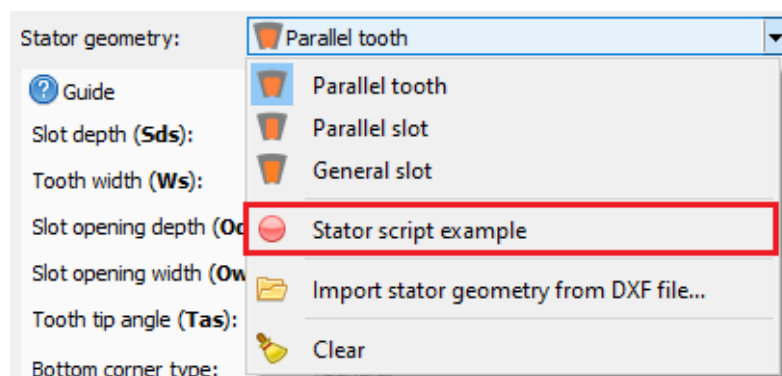 Stator geometry: Parallel tooth
Parallel tooth
Guide
Parallel slot
Slot depth (Sds):
General slot
Tooth width (Ws):
Slot opening depth (Od
Stator script example
Slot opening width (Ow
Import stator geometry from DXF file...
Tooth tip angle (Tas):
Clear
Bottom corner type: